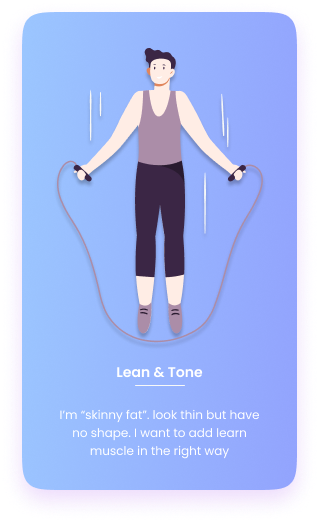 Lean & Tone
I'm “skinny fat”. look thin but have
no shape. I want to add learn
muscle in the right way